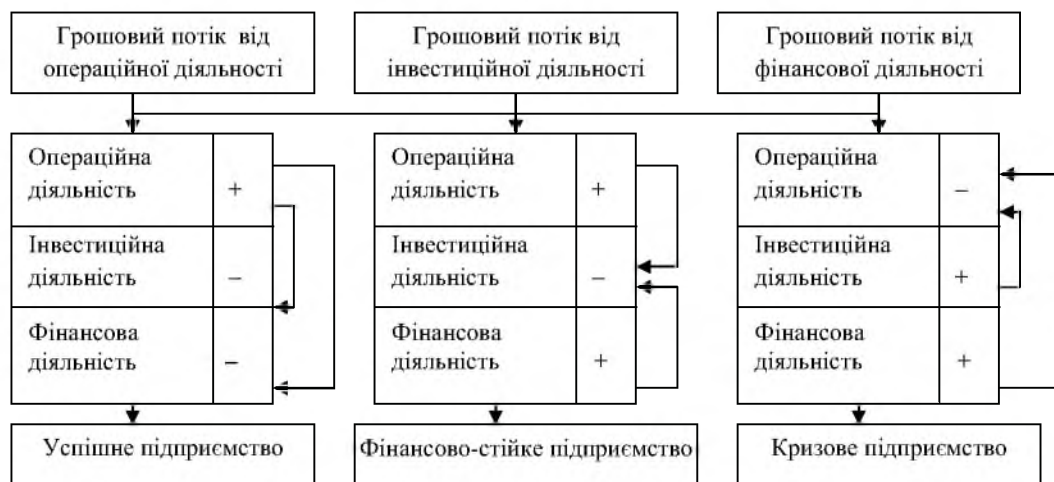 Грошовий потік від
операційної діяльності
Грошовий потік від
інвестиційної діяльності
Грошовий потік від
фінансової діяльності
Операційна
діяльність +
Інвестиційна
діяльність –
Фінансова
діяльність –
Успішне підприємство
Операційна
діяльність +
Інвестиційна
діяльність –
Фінансова
діяльність +
Фінансово-стійке підприємство
Операційна
діяльність –
Інвестиційна
діяльність +
Фінансова
діяльність +
Кризове підприємство